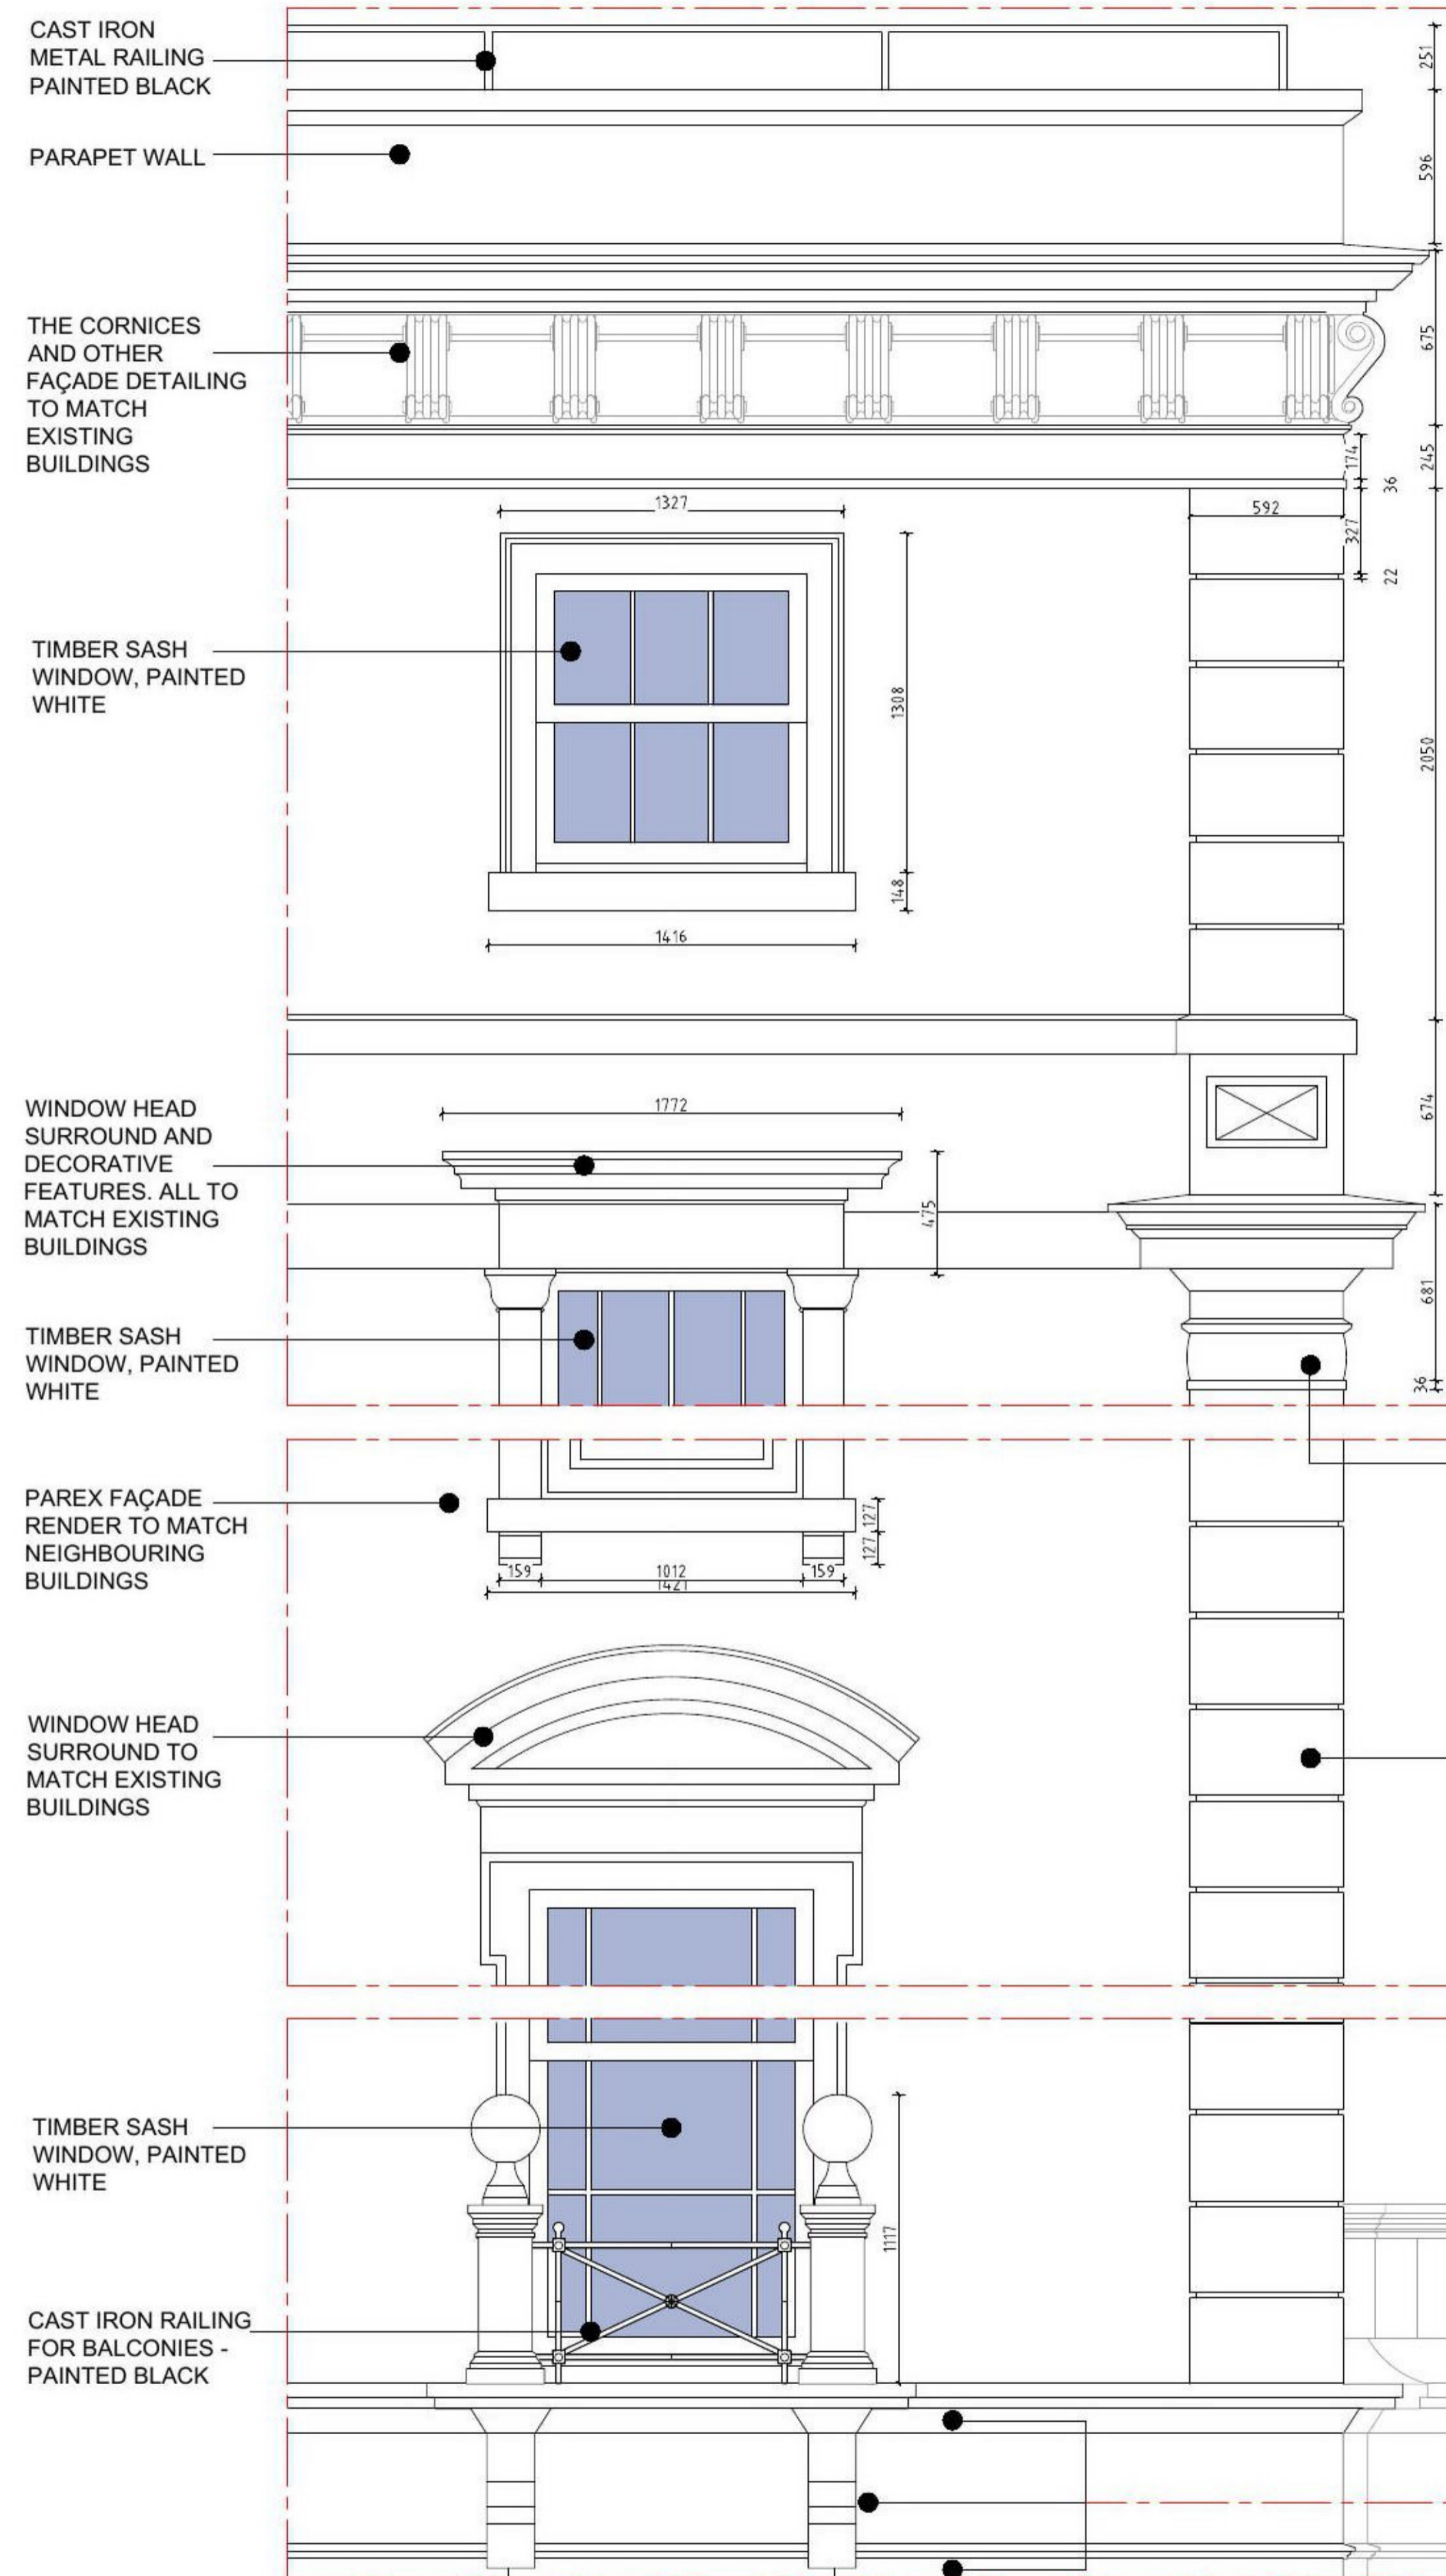 CAST IRON
METAL RAILING
PAINTED BLACK
251
PARAPET WALL
596
THE CORNICES
AND OTHER
FAÇADE DETAILING
TO MATCH
EXISTING
BUILDINGS
675
245
174
36
327
22
592
1327
TIMBER SASH
WINDOW, PAINTED
WHITE
1308
148
1416
2050
WINDOW HEAD
SURROUND AND
DECORATIVE
FEATURES. ALL TO
MATCH EXISTING
BUILDINGS
1772
475
674
681
36
TIMBER SASH
WINDOW, PAINTED
WHITE
PAREX FAÇADE
RENDER TO MATCH
NEIGHBOURING
BUILDINGS
127
127
159
1012
159
1421
WINDOW HEAD
SURROUND TO
MATCH EXISTING
BUILDINGS
TIMBER SASH
WINDOW, PAINTED
WHITE
1117
CAST IRON RAILING
FOR BALCONIES -
PAINTED BLACK